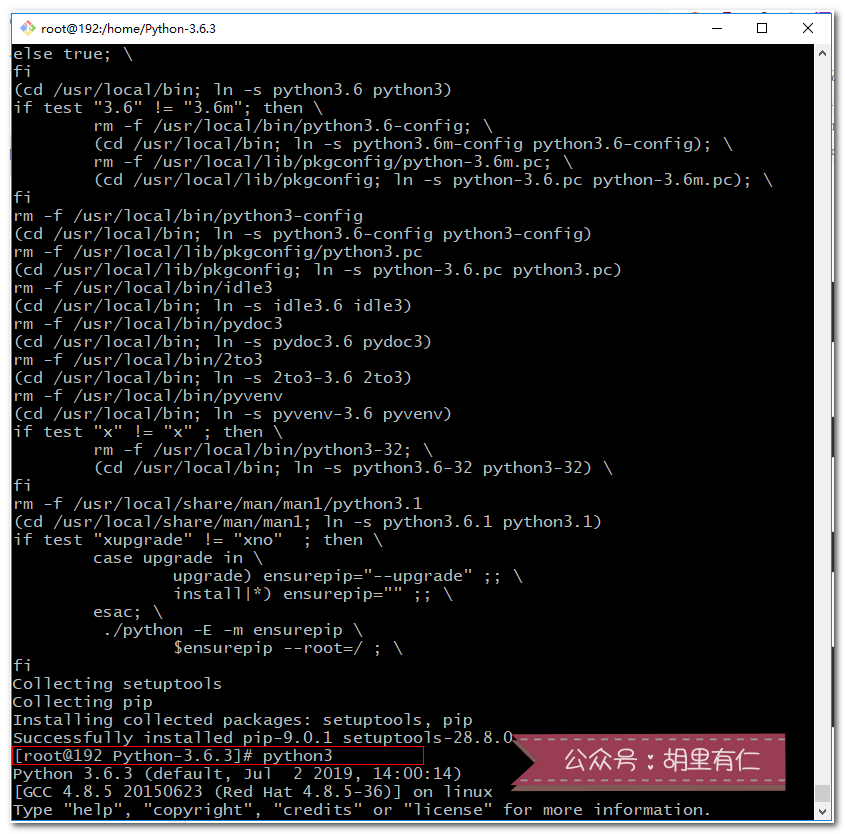 root@192:/home/Python-3.6.3
else true; \
fi
(cd /usr/local/bin; ln -s python3.6 python3)
if test "3.6" != "3.6m"; then \
        rm -f /usr/local/bin/python3.6-config; \
        (cd /usr/local/bin; ln -s python3.6m-config python3.6-config); \
        rm -f /usr/local/lib/pkgconfig/python-3.6m.pc; \
        (cd /usr/local/lib/pkgconfig; ln -s python-3.6.pc python-3.6m.pc); \
fi
rm -f /usr/local/bin/python3-config
(cd /usr/local/bin; ln -s python3.6-config python3-config)
rm -f /usr/local/lib/pkgconfig/python3.pc
(cd /usr/local/lib/pkgconfig; ln -s python-3.6.pc python3.pc)
rm -f /usr/local/bin/idle3
(cd /usr/local/bin; ln -s idle3.6 idle3)
rm -f /usr/local/bin/pydoc3
(cd /usr/local/bin; ln -s pydoc3.6 pydoc3)
rm -f /usr/local/bin/2to3
(cd /usr/local/bin; ln -s 2to3-3.6 2to3)
rm -f /usr/local/bin/pyvenv
(cd /usr/local/bin; ln -s pyvenv-3.6 pyvenv)
if test "x" != "x" ; then \
        rm -f /usr/local/bin/python3-32; \
        (cd /usr/local/bin; ln -s python3.6-32 python3-32) \
fi
rm -f /usr/local/share/man/man1/python3.1
(cd /usr/local/share/man/man1; ln -s python3.6.1 python3.1)
if test "xupgrade" != "xno"  ; then \
        case upgrade in \
                upgrade) ensurepip="--upgrade" ;; \
                install|*) ensurepip="" ;; \
        esac; \
         ./python -E -m ensurepip \
                $ensurepip --root=/ ; \
fi
Collecting setuptools
Collecting pip
Installing collected packages: setuptools, pip
Successfully installed pip-9.0.1 setuptools-28.8.0
[root@192 Python-3.6.3]# python3
公众号：胡里有仁
Python 3.6.3 (default, Jul  2 2019, 14:00:14)
[GCC 4.8.5 20150623 (Red Hat 4.8.5-36)] on linux
Type "help", "copyright", "credits" or "license" for more information.